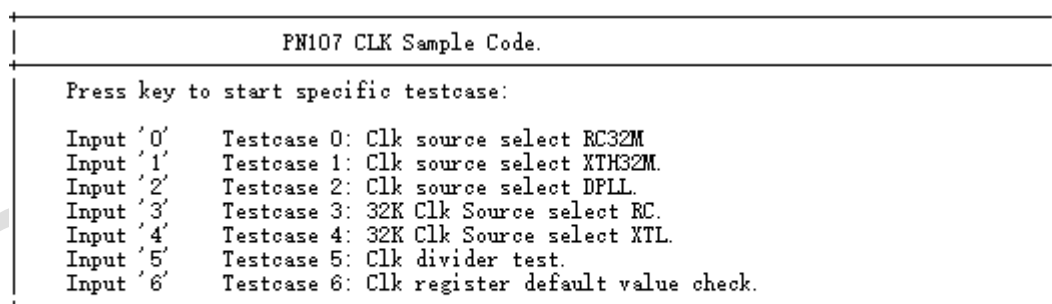 PN107 CLK Sample Code.
Press key to start specific testcase:
Input '0' Testcase 0: Clk source select RC32M
Input '1' Testcase 1: Clk source select XTH32M.
Input '2' Testcase 2: Clk source select DPLL.
Input '3' Testcase 3: 32K Clk Source select RC.
Input '4' Testcase 4: 32K Clk Source select XTL.
Input '5' Testcase 5: Clk divider test.
Input '6' Testcase 6: Clk register default value check.